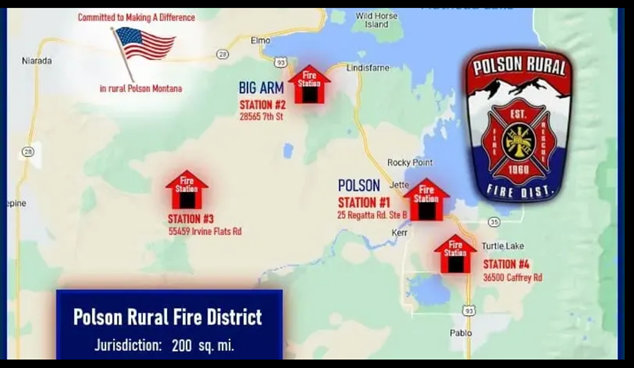 Committed to Making A Difference
in rural Polson Montana
Wild Horse
Island
Elmo
28
93
Niarada
Lindisfarne
Fire
Station
BIG ARM
STATION #2
28565 7th St
POLSON RURAL
EST.
FIRE
RESCUE
FIRE DIST.
28
Rocky Point
Fire
Station
POLSON
Jette
Fire
Station
STATION #1
25 Regatta Rd. Ste B
epine
STATION #3
55459 Irvine Flats Rd
35
Kerr
Fire
Station
Turtle Lake
STATION #4
36500 Caffrey Rd
93
Pablo
Polson Rural Fire District
Jurisdiction: 200 sq. mi.